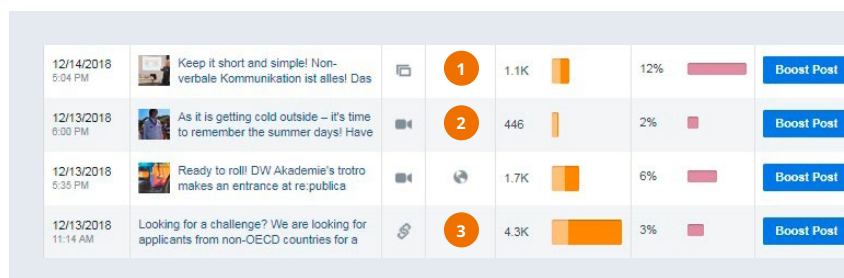 12/14/2018
5:04 PM
Keep it short and simple! Non-
verbale Kommunikation ist alles! Das
1
1.1K
12%
Boost Post
12/13/2018
6:00 PM
As it is getting cold outside – it's time
to remember the summer days! Have
2
446
2%
Boost Post
12/13/2018
5:35 PM
Ready to roll! DW Akademie's trotro
makes an entrance at re:publica
1.7K
6%
Boost Post
12/13/2018
11:14 AM
Looking for a challenge? We are looking for
applicants from non-OECD countries for a
3
4.3K
3%
Boost Post